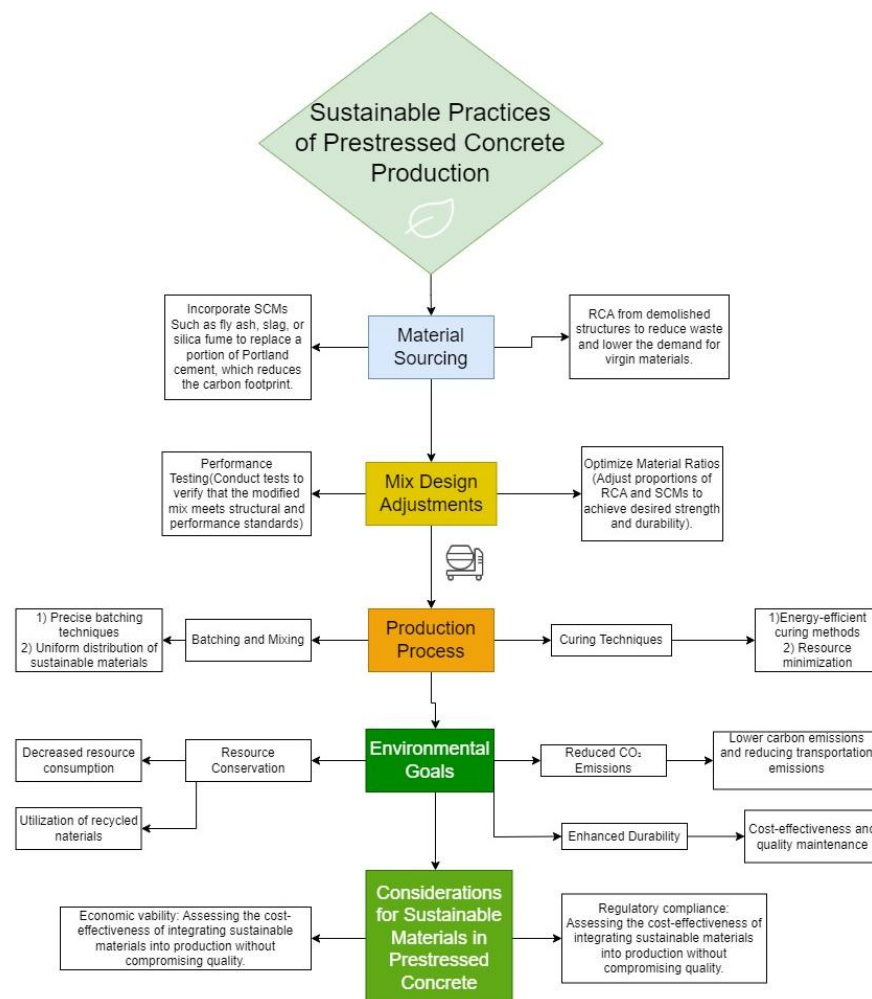 Sustainable Practices
of Prestressed Concrete
Production
Incorporate SCMs
Such as fly ash, slag, or
silica fume to replace a
portion of Portland
cement, which reduces
the carbon footprint.
Material
Sourcing
RCA from demolished
structures to reduce waste
and lower the demand for
virgin materials.
Performance
Testing(Conduct tests to
verify that the modified
mix meets structural and
performance standards)
Mix Design
Adjustments
Optimize Material Ratios
(Adjust proportions of
RCA and SCMs to
achieve desired strength
and durability).
1) Precise batching
techniques
2) Uniform distribution of
sustainable materials
Batching and Mixing
Production
Process
Curing Techniques
1)Energy-efficient
curing methods
2) Resource
minimization
Decreased resource
consumption
Resource
Conservation
Environmental
Goals
Reduced CO₂
Emissions
Lower carbon emissions
and reducing transportation
emissions
Utilization of recycled
naterials
Enhanced Durability
Cost-effectiveness and
quality maintenance
Economic vability: Assessing the cost-
effectiveness of integrating sustainable
materials into production without
compromising quality.
Considerations
for Sustainable
Materials in
Prestressed
Concrete
Regulatory compliance:
Assessing the cost-effectiveness of
integrating sustainable materials
into production without
compromising quality.